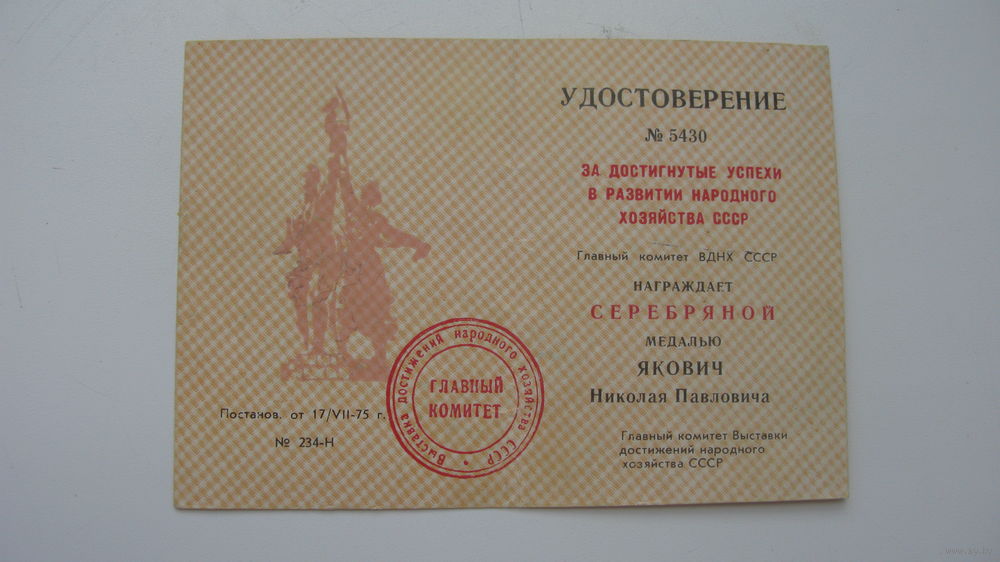 УДОСТОВЕРЕНИЕ
№ 5430
ЗА ДОСТИГНУТЫЕ УСПЕХИ
В РАЗВИТИИ НАРОДНОГО
ХОЗЯЙСТВА СССР
Главный комитет ВДНХ СССР
НАГРАЖДАЕТ
СЕРЕБРЯНОЙ
МЕДАЛЬЮ
ЯКОВИЧ
Николая Павловича
Главный комитет Выставки
достижений народного
хозяйства СССР
Постанов. от 17/VII-75 г.
№ 234-Н
Выставка достижений народного хозяйства СССР
ГЛАВНЫЙ
КОМИТЕТ